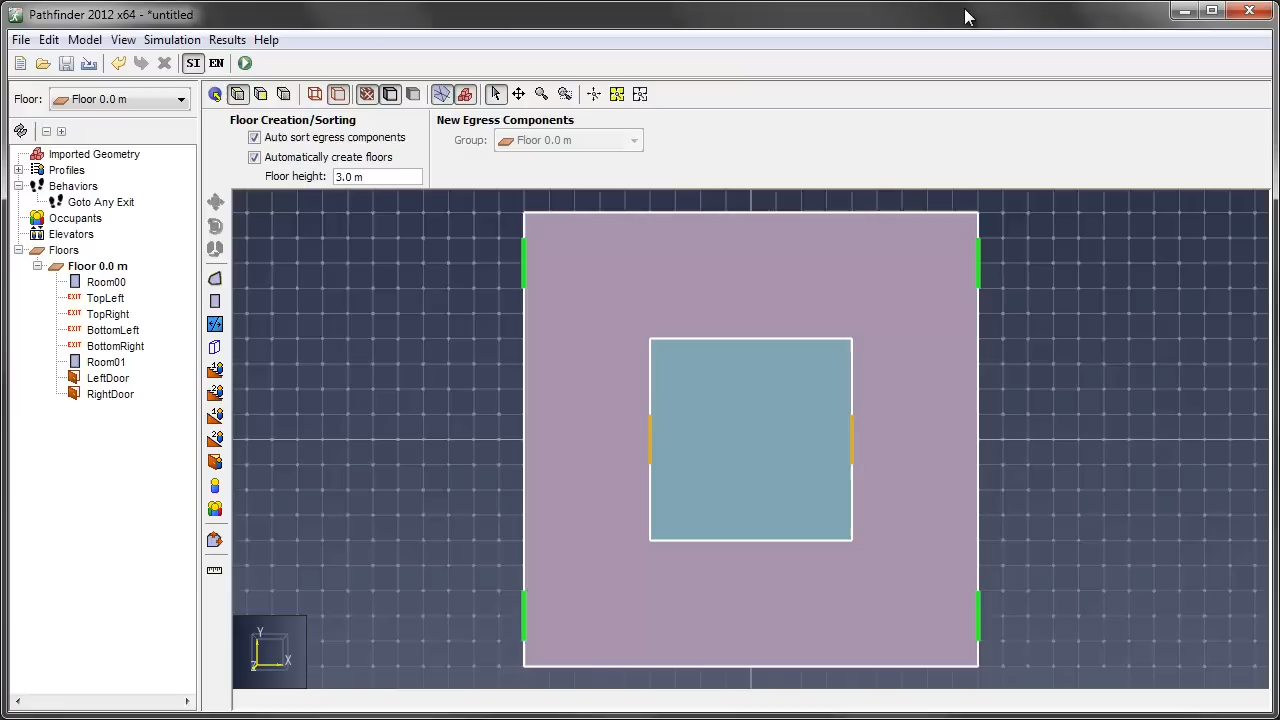 Pathfinder 2012 x64 - *untitled
File Edit Model View Simulation Results Help
SI EN
Floor: Floor 0.0 m
Floor Creation/Sorting
Auto sort egress components
Automatically create floors
Floor height: 3.0 m
New Egress Components
Group: Floor 0.0 m
Imported Geometry
Profiles
Behaviors
Goto Any Exit
Occupants
Elevators
Floors
Floor 0.0 m
Room00
EXIT TopLeft
EXIT TopRight
EXIT BottomLeft
EXIT BottomRight
Room01
LeftDoor
RightDoor
Y
Z X